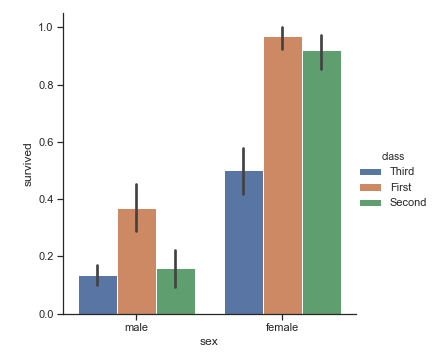 1.0
0.8
0.6
0.4
0.2
0.0
survived
male
female
sex
class
Third
First
Second